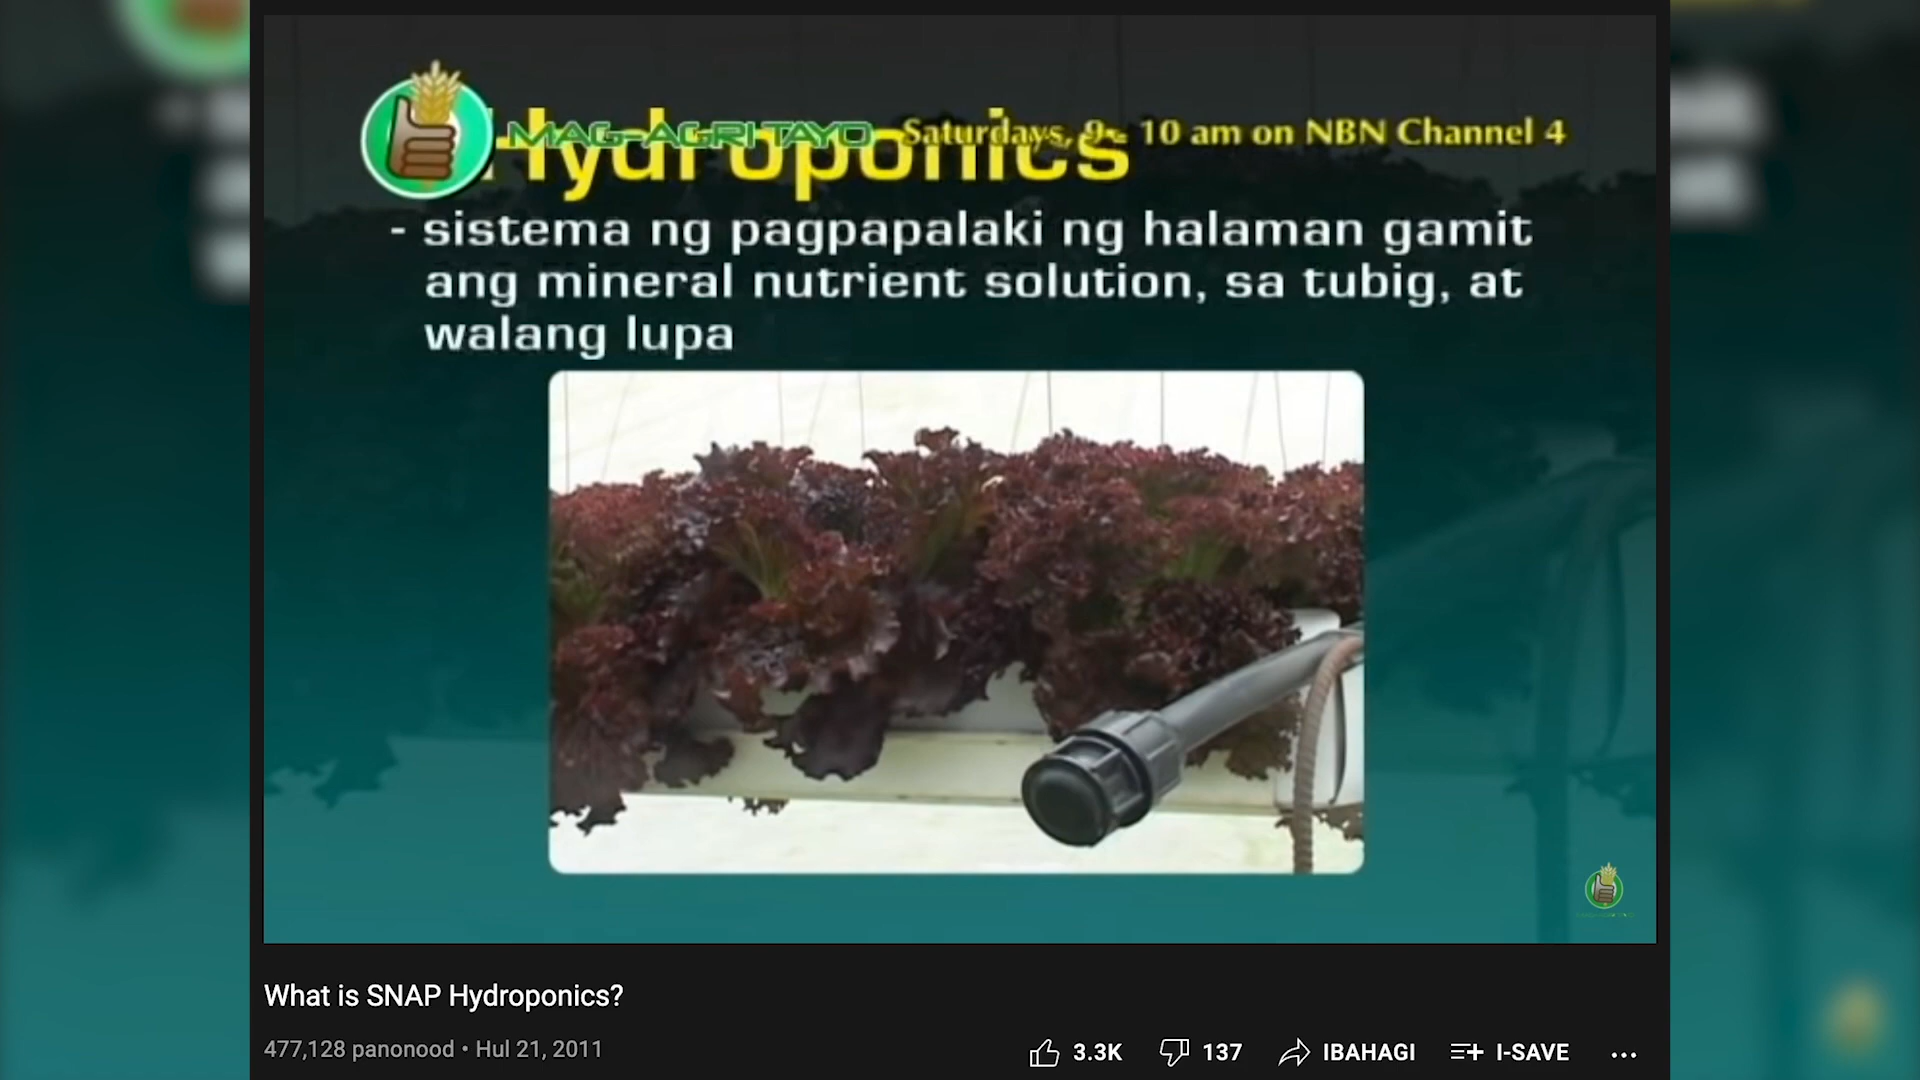 Hydroponics
MAG-AGRI TAYO Saturdays, 9 - 10 am on NBN Channel 4
- sistema ng pagpapalaki ng halaman gamit
ang mineral nutrient solution, sa tubig, at
walang lupa
What is SNAP Hydroponics?
477,128 panonood • Hul 21, 2011
3.3K 137 IBAHAGI I-SAVE